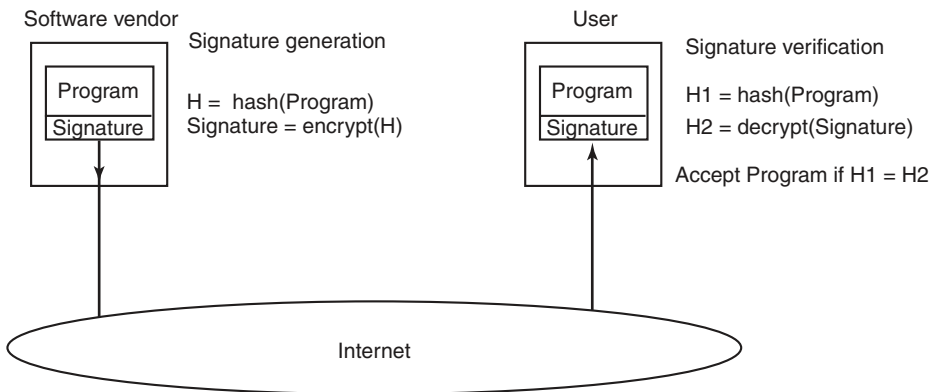 Software vendor
Signature generation
Program
Signature
H = hash(Program)
Signature = encrypt(H)
User
Signature verification
Program
Signature
H1 = hash(Program)
H2 = decrypt(Signature)
Accept Program if H1 = H2
Internet